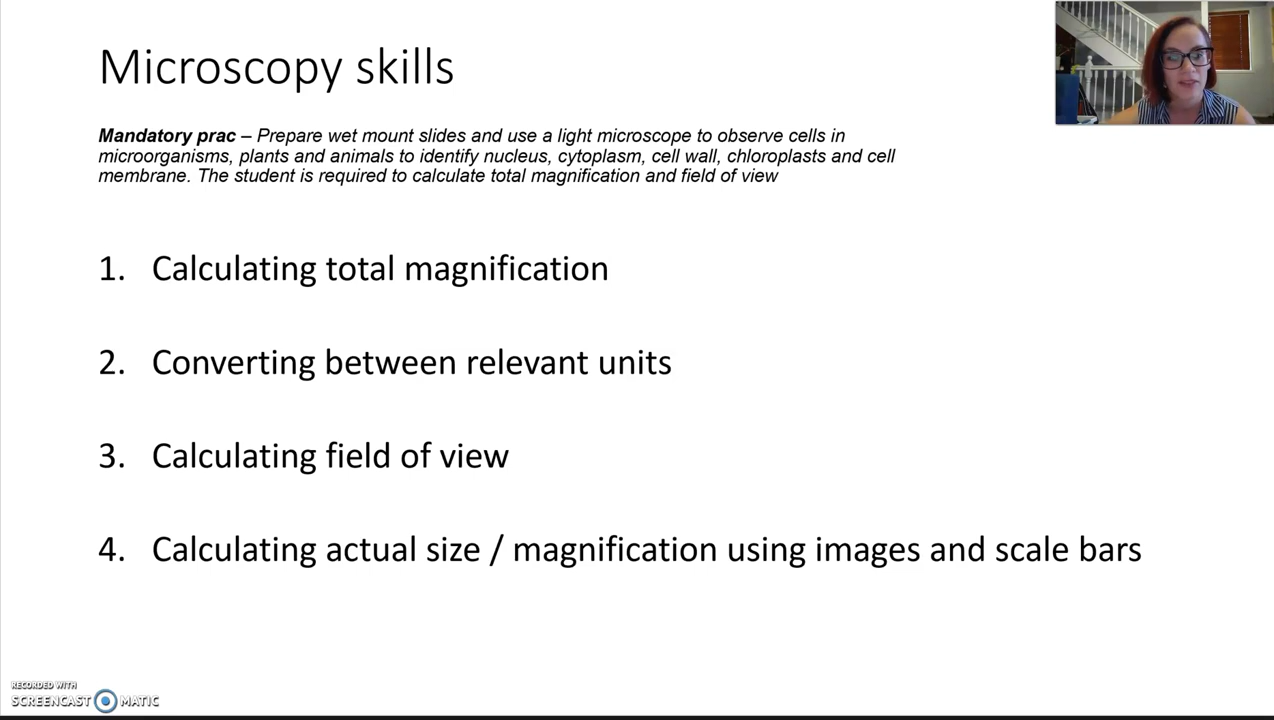 Microscopy skills
Mandatory prac – Prepare wet mount slides and use a light microscope to observe cells in
microorganisms, plants and animals to identify nucleus, cytoplasm, cell wall, chloroplasts and cell
membrane. The student is required to calculate total magnification and field of view
1. Calculating total magnification
2. Converting between relevant units
3. Calculating field of view
4. Calculating actual size / magnification using images and scale bars
RECORDED WITH
SCREENCAST MATIC